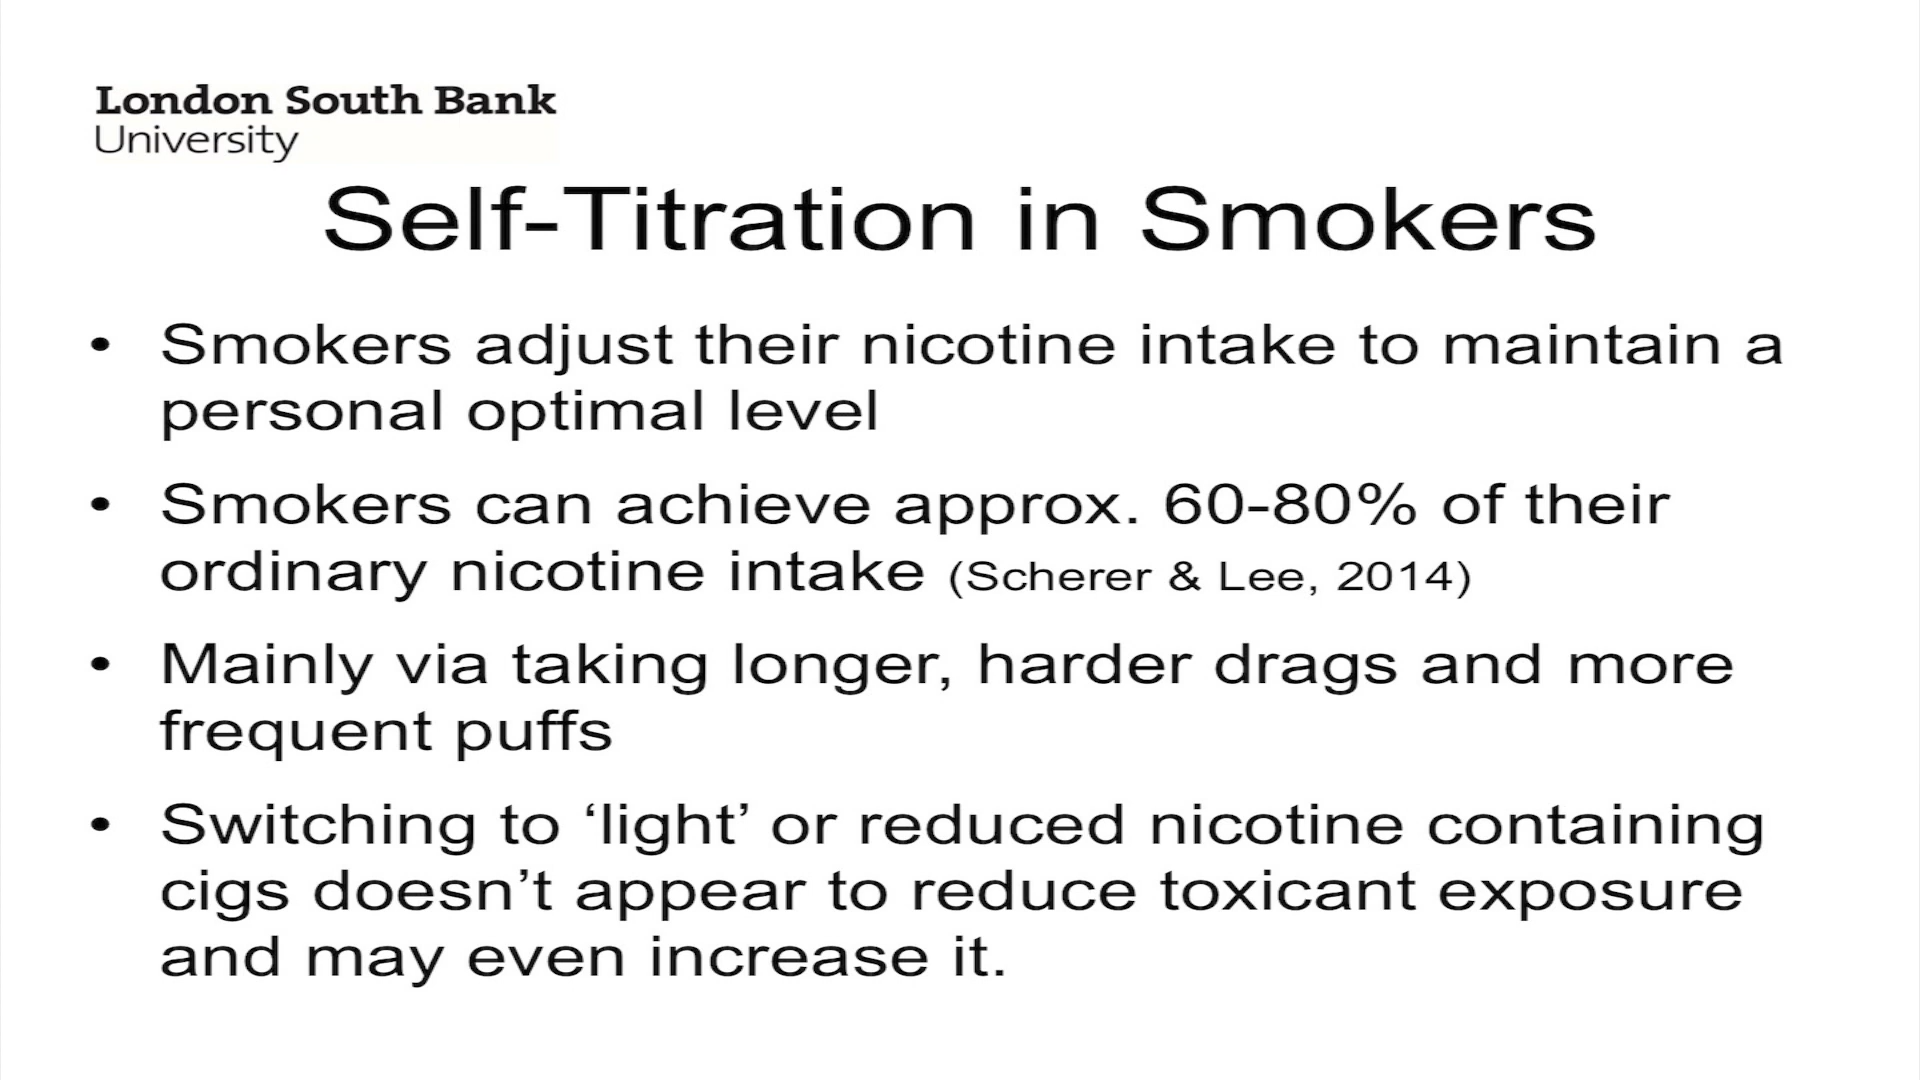 London South Bank
University
Self-Titration in Smokers
• Smokers adjust their nicotine intake to maintain a
personal optimal level
• Smokers can achieve approx. 60-80% of their
ordinary nicotine intake (Scherer & Lee, 2014)
• Mainly via taking longer, harder drags and more
frequent puffs
• Switching to ‘light’ or reduced nicotine containing
cigs doesn’t appear to reduce toxicant exposure
and may even increase it.